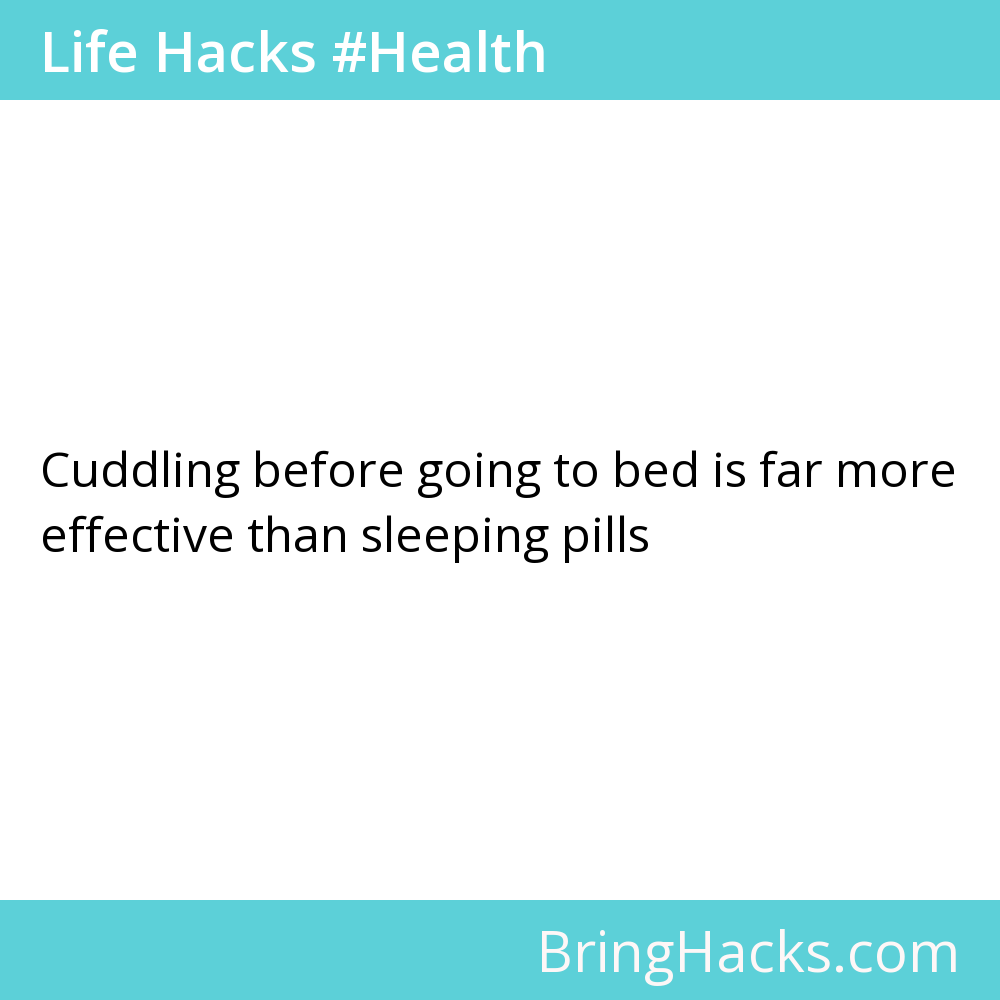 Life Hacks #Health
Cuddling before going to bed is far more
effective than sleeping pills
BringHacks.com